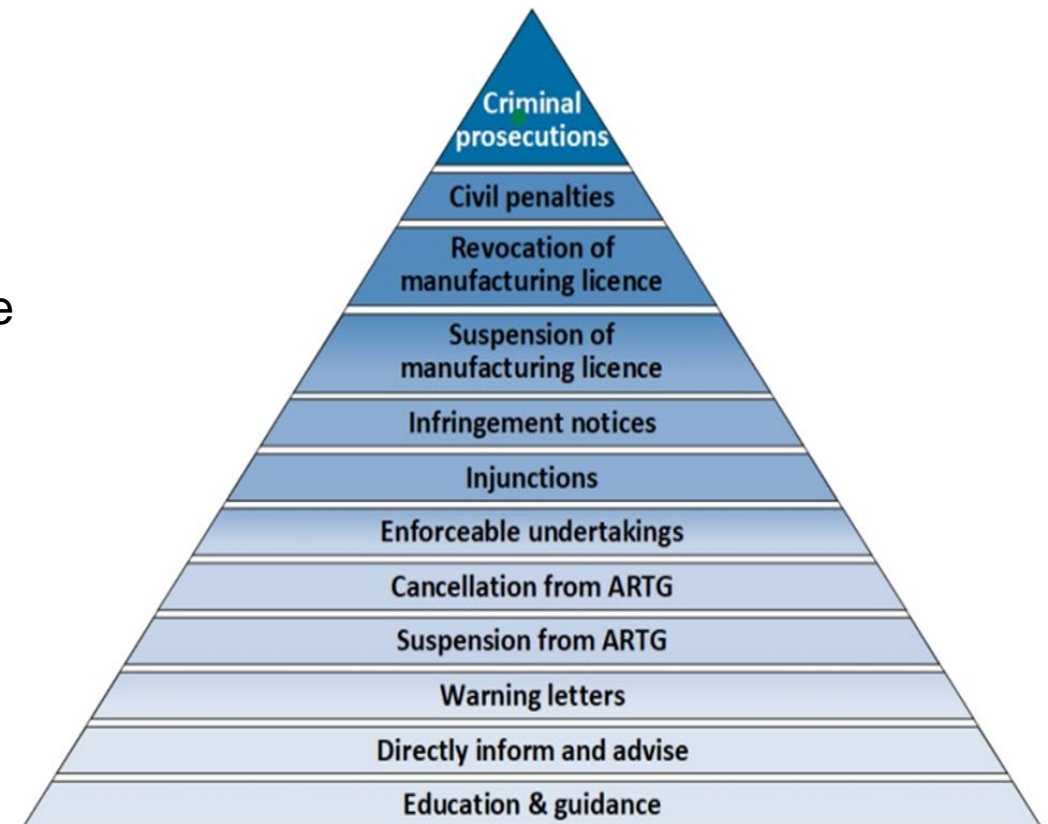 Criminal
prosecutions
Civil penalties
Revocation of
manufacturing licence
e
Suspension of
manufacturing licence
Infringement notices
Injunctions
Enforceable undertakings
Cancellation from ARTG
Suspension from ARTG
Warning letters
Directly inform and advise
Education & guidance